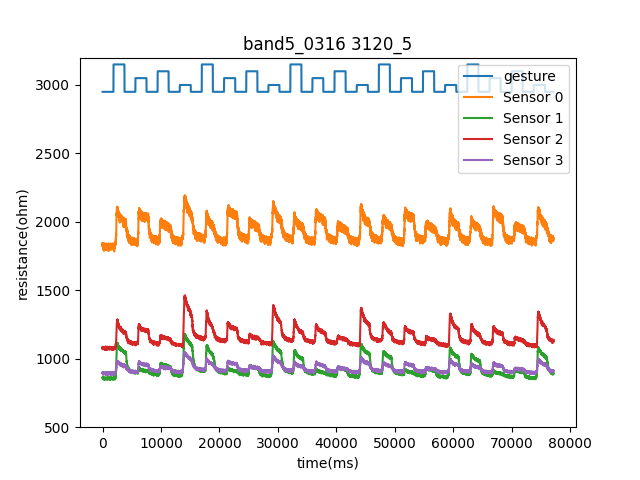 band5_0316 3120_5
gesture
Sensor 0
Sensor 1
Sensor 2
Sensor 3
3000
2500
2000
1500
1000
500
resistance(ohm)
0
10000
20000
30000
40000
50000
60000
70000
80000
time(ms)